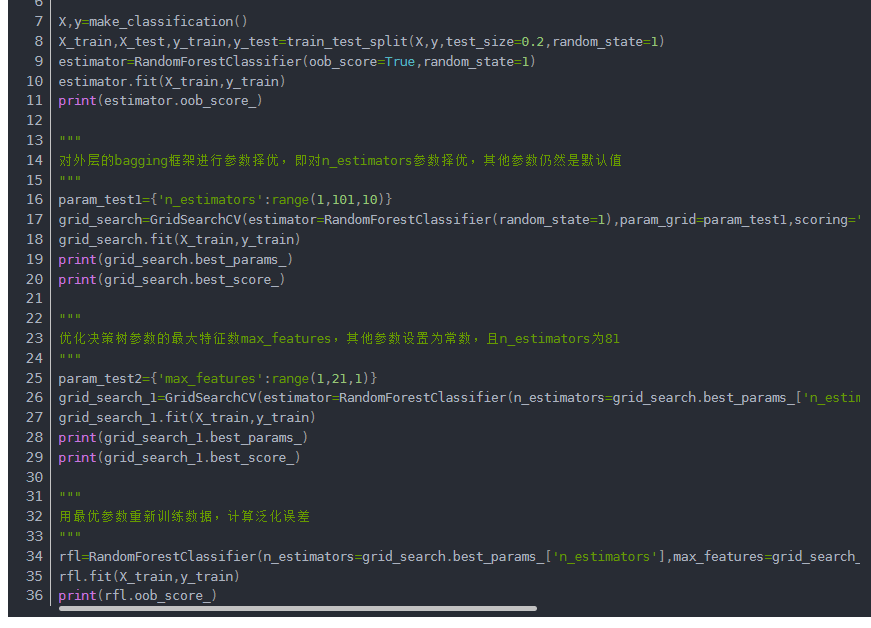 6
7 X,y=make_classification()
8 X_train,X_test,y_train,y_test=train_test_split(X,y,test_size=0.2,random_state=1)
9 estimator=RandomForestClassifier(oob_score=True,random_state=1)
10 estimator.fit(X_train,y_train)
11 print(estimator.oob_score_)
12
13 """
14 对外层的bagging框架进行参数择优，即对n_estimators参数择优，其他参数仍然是默认值
15 """
16 param_test1={'n_estimators':range(1,101,10)}
17 grid_search=GridSearchCV(estimator=RandomForestClassifier(random_state=1),param_grid=param_test1,scoring='
18 grid_search.fit(X_train,y_train)
19 print(grid_search.best_params_)
20 print(grid_search.best_score_)
21
22 """
23 优化决策树参数的最大特征数max_features，其他参数设置为常数，且n_estimators为81
24 """
25 param_test2={'max_features':range(1,21,1)}
26 grid_search_1=GridSearchCV(estimator=RandomForestClassifier(n_estimators=grid_search.best_params_['n_estim
27 grid_search_1.fit(X_train,y_train)
28 print(grid_search_1.best_params_)
29 print(grid_search_1.best_score_)
30
31 """
32 用最优参数重新训练数据，计算泛化误差
33 """
34 rfl=RandomForestClassifier(n_estimators=grid_search.best_params_['n_estimators'],max_features=grid_search_
35 rfl.fit(X_train,y_train)
36 print(rfl.oob_score_)